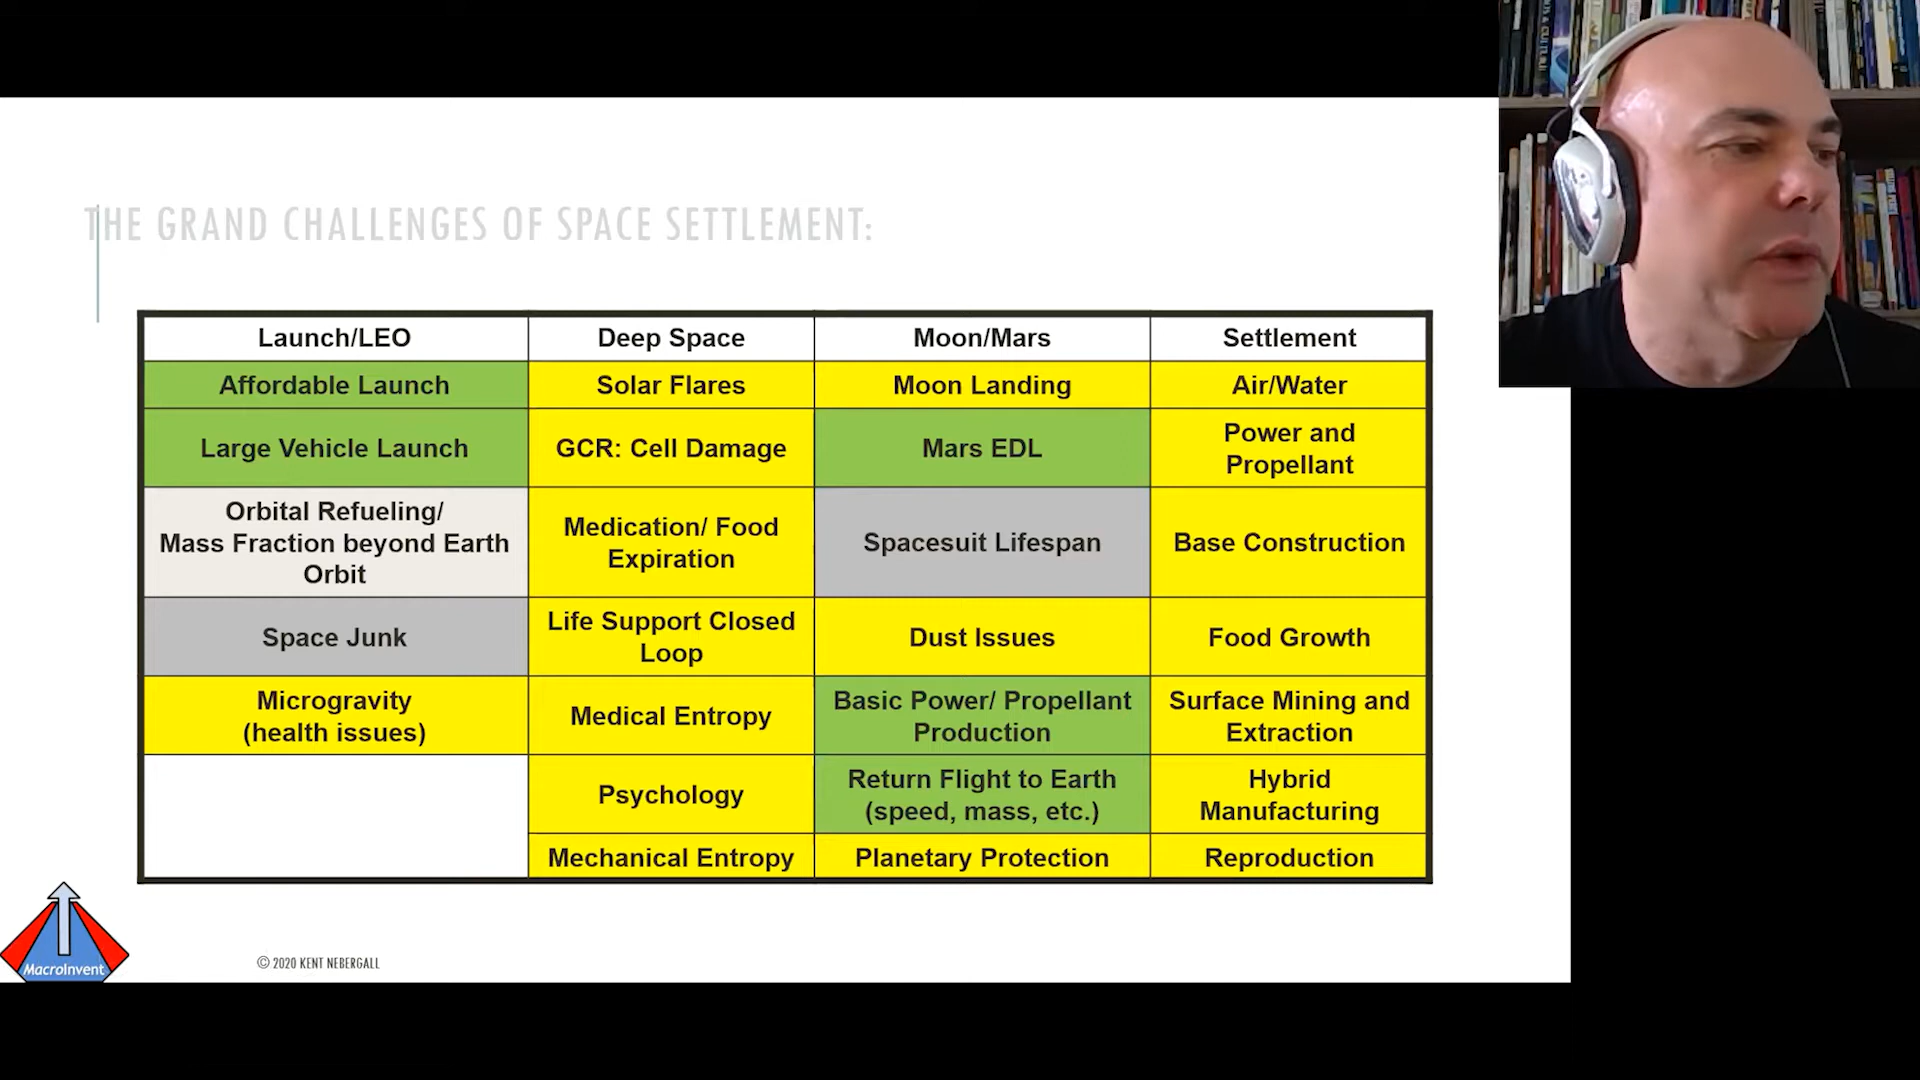 THE GRAND CHALLENGES OF SPACE SETTLEMENT:
Launch/LEO
Deep Space
Moon/Mars
Settlement
Affordable Launch
Solar Flares
Moon Landing
Air/Water
Large Vehicle Launch
GCR: Cell Damage
Mars EDL
Power and
Propellant
Orbital Refueling/
Mass Fraction beyond Earth
Orbit
Medication/ Food
Expiration
Spacesuit Lifespan
Base Construction
Space Junk
Life Support Closed
Loop
Dust Issues
Food Growth
Microgravity
(health issues)
Medical Entropy
Basic Power/ Propellant
Production
Surface Mining and
Extraction
Psychology
Return Flight to Earth
(speed, mass, etc.)
Hybrid
Manufacturing
Mechanical Entropy
Planetary Protection
Reproduction
MacroInvent
© 2020 KENT NEBERGALL